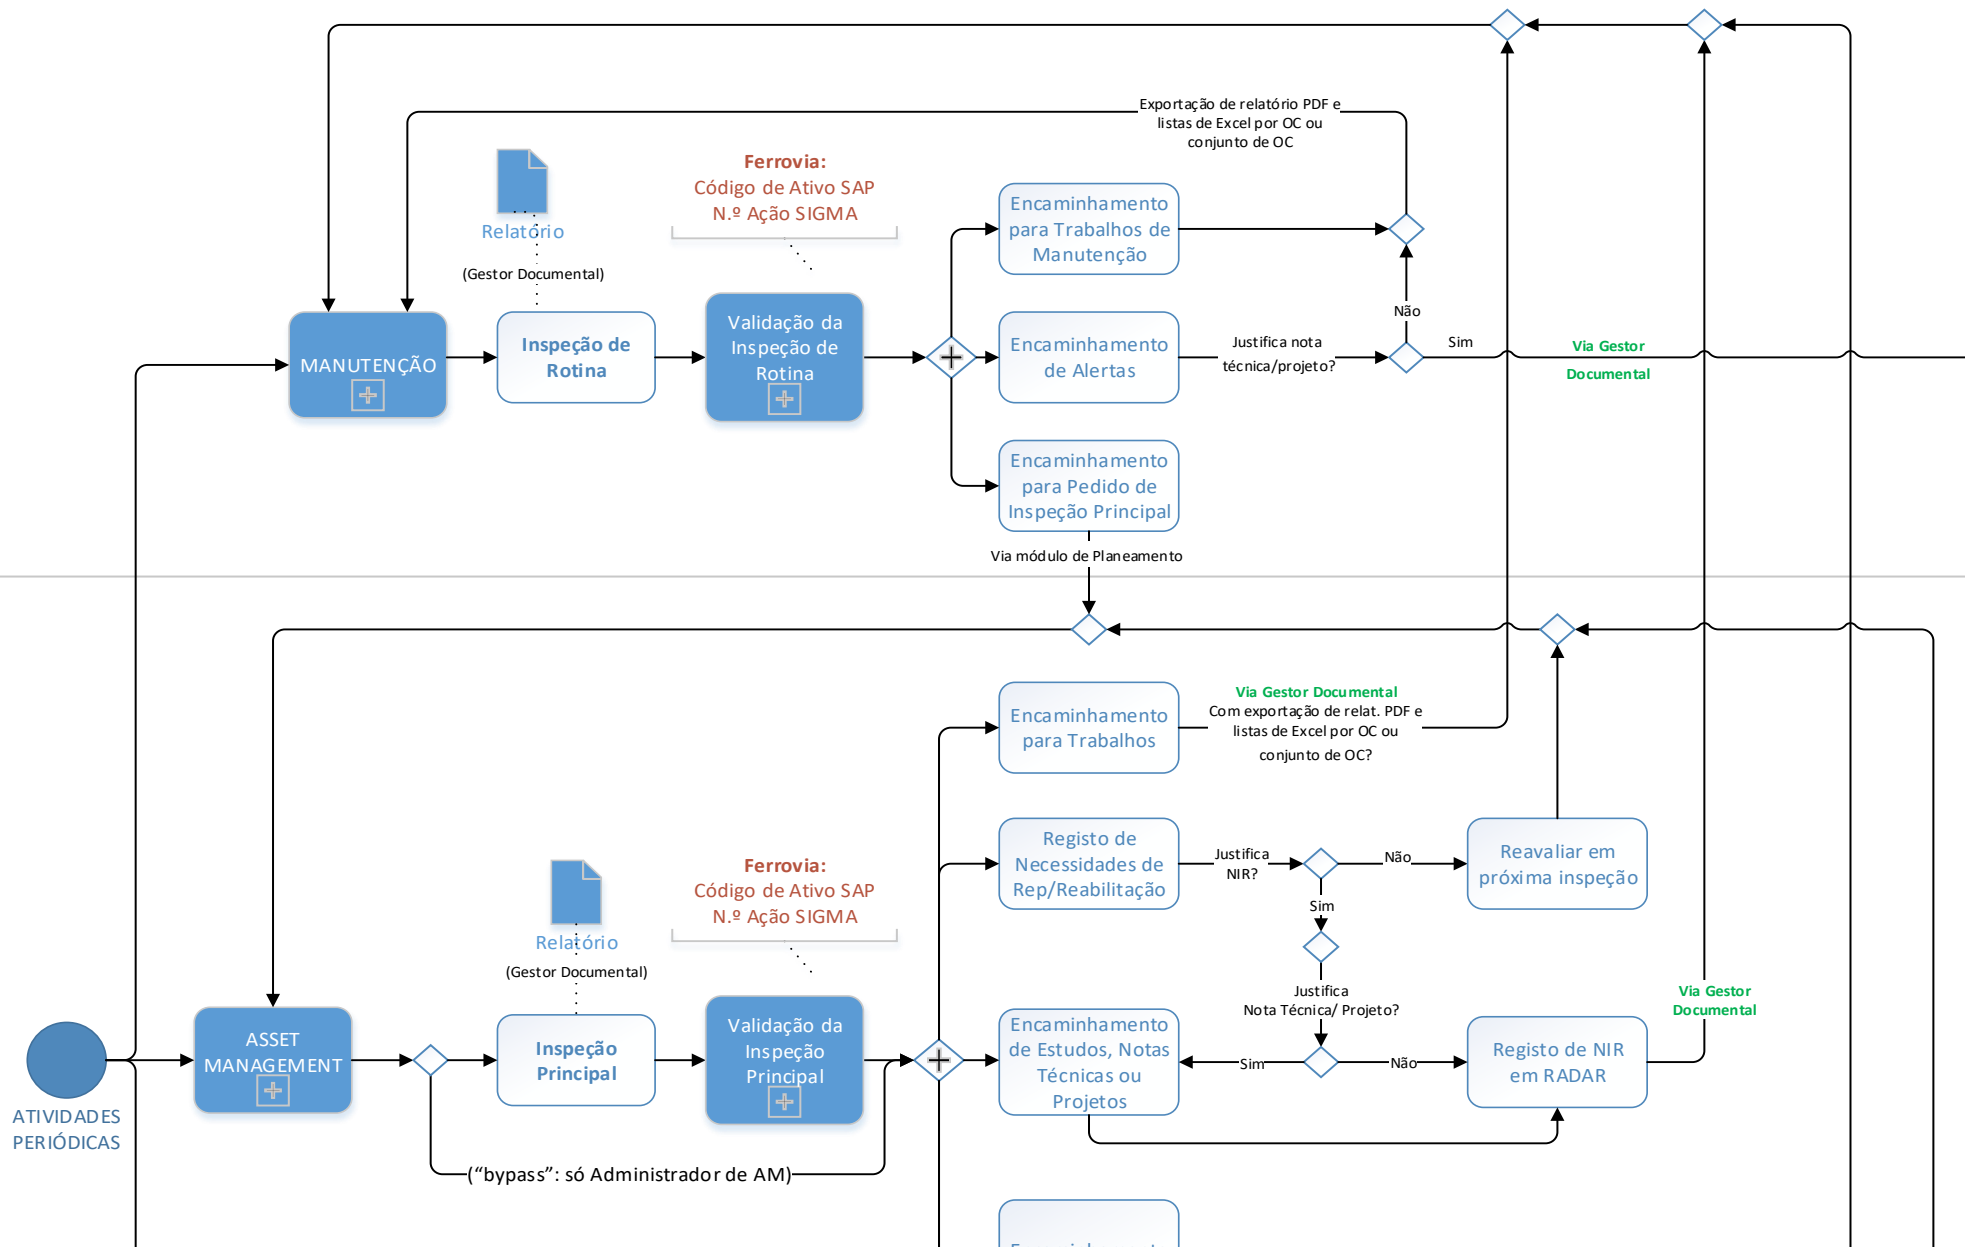 Exportação de relatório PDF e
listas de Excel por OC ou
conjunto de OC
Ferrovia:
Código de Ativo SAP
N.º Ação SIGMA
Relatório
(Gestor Documental)
MANUTENÇÃO
Inspeção de
Rotina
Validação da
Inspeção de
Rotina
Encaminhamento
para Trabalhos de
Manutenção
Encaminhamento
de Alertas
Justifica nota
técnica/projeto?
Não
Sim
Via Gestor
Documental
Encaminhamento
para Pedido de
Inspeção Principal
Via módulo de Planeamento
Encaminhamento
para Trabalhos
Via Gestor Documental
Com exportação de relat. PDF e
listas de Excel por OC ou
conjunto de OC?
Registo de
Necessidades de
Rep/Reabilitação
Justifica
NIR?
Não
Reavaliar em
próxima inspeção
Sim
Ferrovia:
Código de Ativo SAP
N.º Ação SIGMA
Relatório
(Gestor Documental)
Justifica
Nota Técnica/ Projeto?
Via Gestor
Documental
ATIVIDADES
PERIÓDICAS
ASSET
MANAGEMENT
Inspeção
Principal
Validação da
Inspeção
Principal
Encaminhamento
de Estudos, Notas
Técnicas ou
Projetos
Sim
Não
Registo de NIR
em RADAR
(“bypass”: só Administrador de AM)